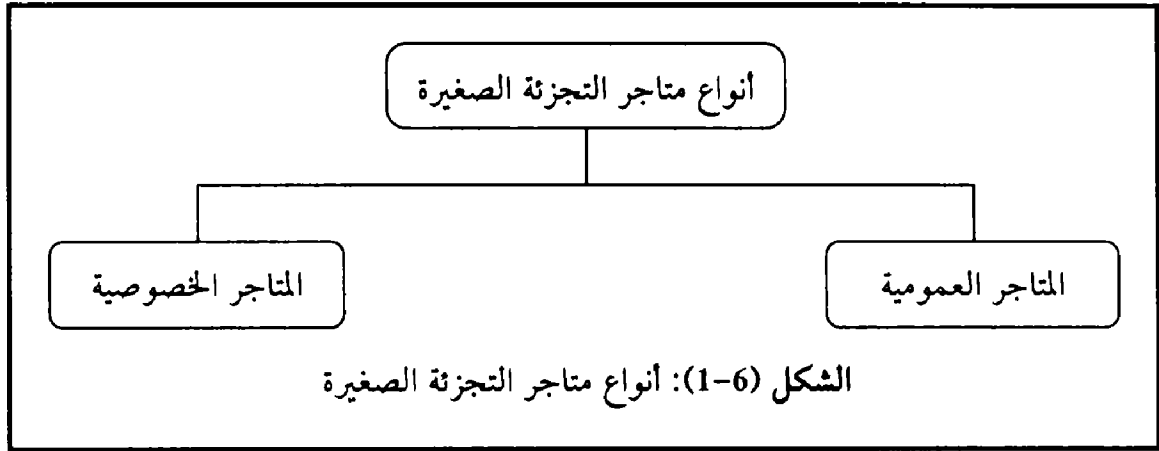 أنواع متاجر التجزئة الصغيرة
المتاجر العمومية
المتاجر الخصوصية
الشكل (6-1): أنواع متاجر التجزئة الصغيرة